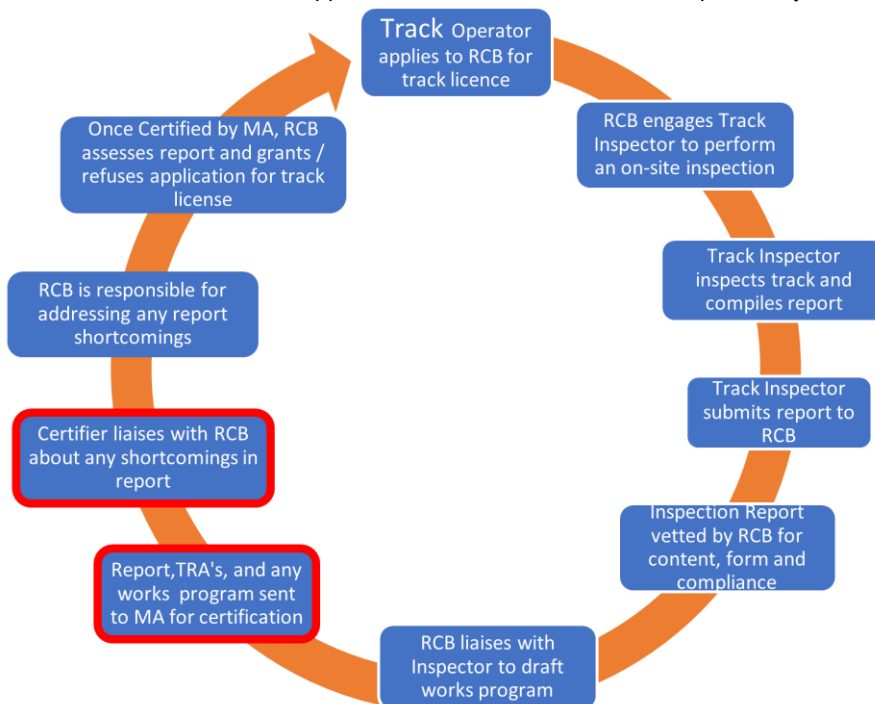 Track Operator
applies to RCB for
track licence
RCB engages Track
Inspector to perform
an on-site inspection
Track Inspector
inspects track and
compiles report
Track Inspector
submits report to
RCB
Inspection Report
vetted by RCB for
content, form and
compliance
RCB liaises with
Inspector to draft
works program
Report,TRA's, and any
works program sent
to MA for certification
Certifier liaises with RCB
about any shortcomings in
report
RCB is responsible for
addressing any report
shortcomings
Once Certified by MA, RCB
assesses report and grants /
refuses application for track
license